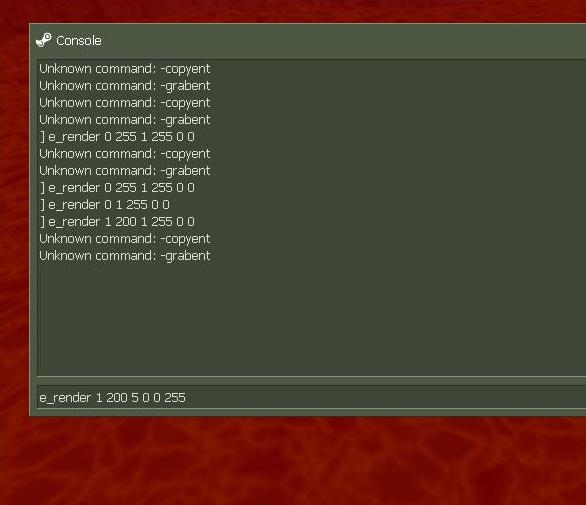 Console
Unknown command: -copyent
Unknown command: -grabent
Unknown command: -copyent
Unknown command: -grabent
] e_render 0 255 1 255 0 0
Unknown command: -copyent
Unknown command: -grabent
] e_render 0 255 1 255 0 0
] e_render 0 1 255 0 0
] e_render 1 200 1 255 0 0
Unknown command: -copyent
Unknown command: -grabent
e_render 1 200 5 0 0 255